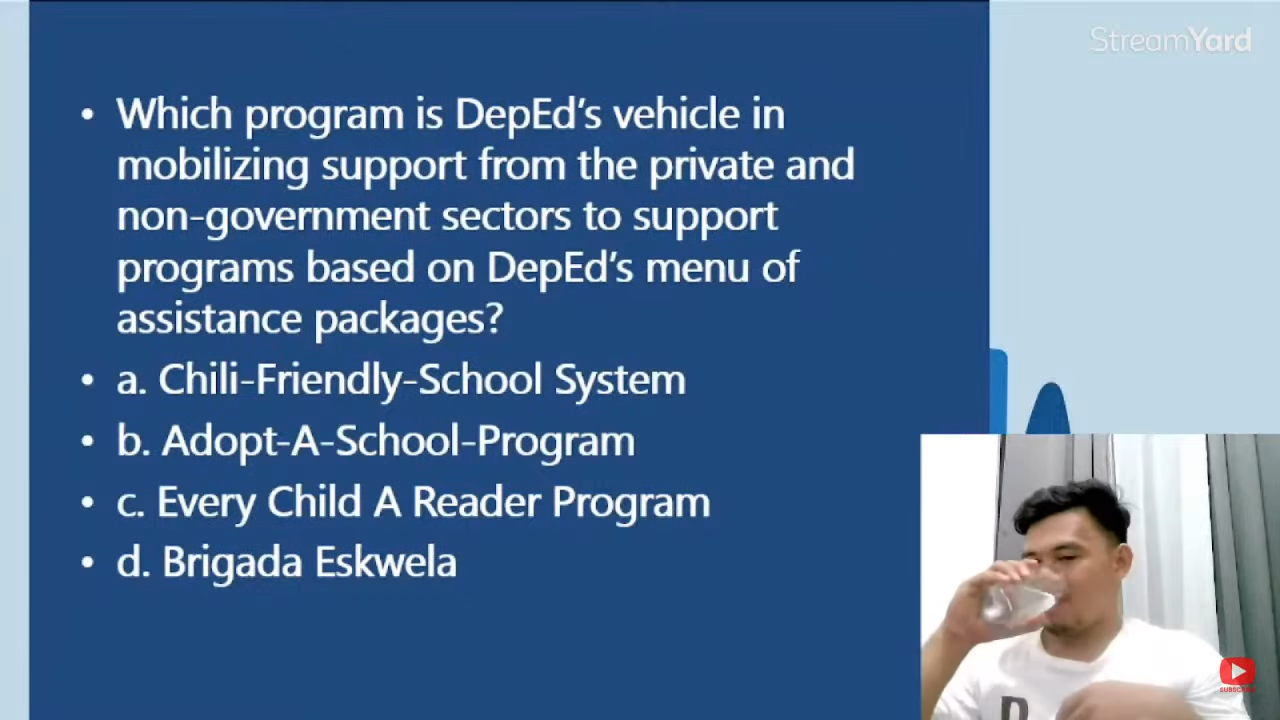 StreamYard
• Which program is DepEd's vehicle in
mobilizing support from the private and
non-government sectors to support
programs based on DepEd's menu of
assistance packages?
• a. Chili-Friendly-School System
• b. Adopt-A-School-Program
• c. Every Child A Reader Program
• d. Brigada Eskwela
SUBSCRIBE